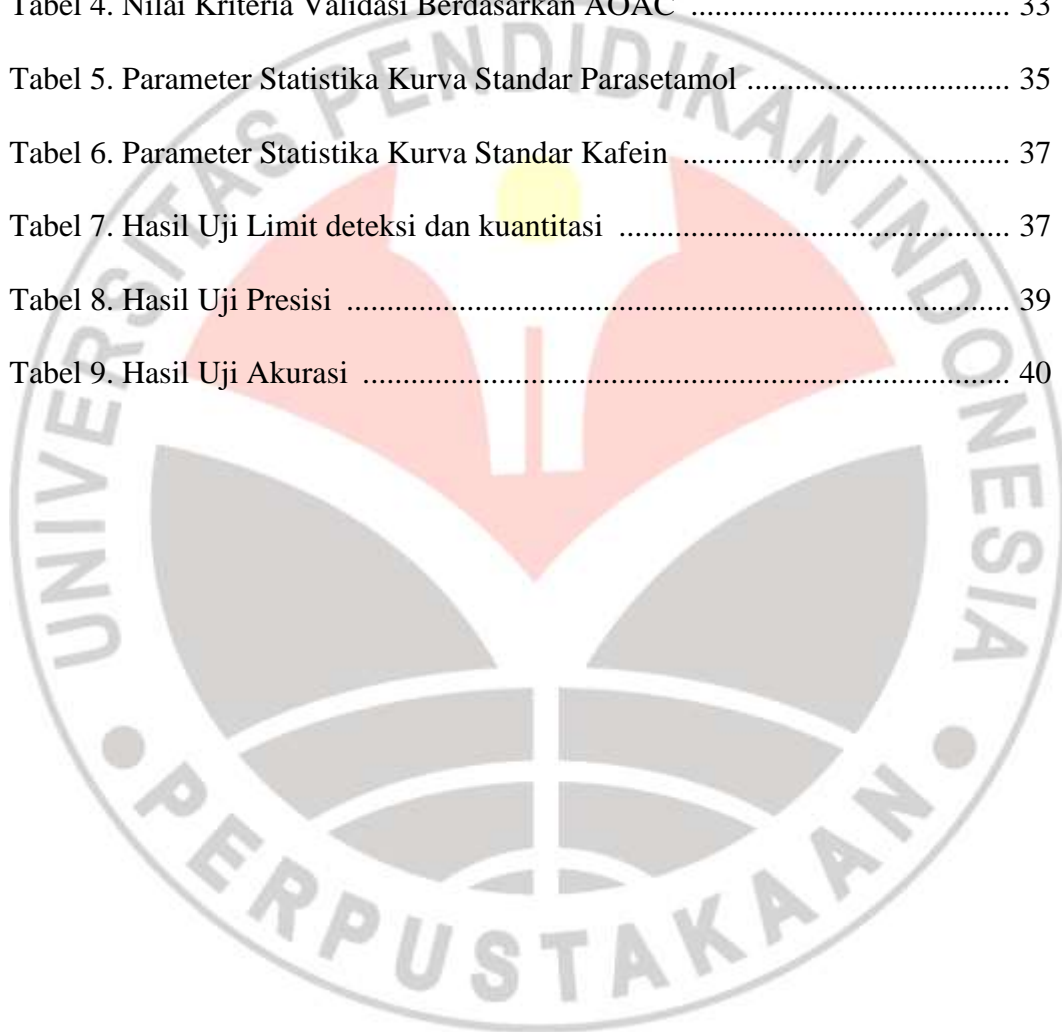 Tabel 4. Nilai Kriteria Validasi Berdasarkan AOAC ........................................ 33
Tabel 5. Parameter Statistika Kurva Standar Parasetamol ................................. 35
Tabel 6. Parameter Statistika Kurva Standar Kafein ......................................... 37
Tabel 7. Hasil Uji Limit deteksi dan kuantitasi ................................................. 37
Tabel 8. Hasil Uji Presisi ................................................................................... 39
Tabel 9. Hasil Uji Akurasi ................................................................................. 40
UNIVERSITAS PENDIDIKAN INDONESIA
PERPUSTAKAAN